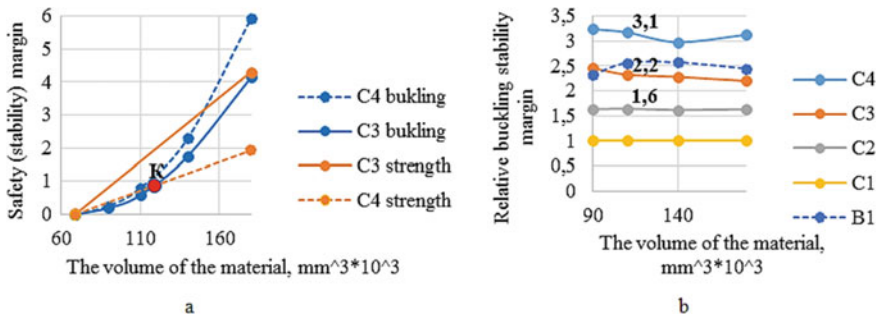 Safety (stability) margin
6
5
4
3
2
1
0
K
60
110
160
The volume of the material, mm^3*10^3
C4 bukling
C3 bukling
C3 strength
C4 strength
a
Relative buckling stability
margin
3,5
3
2,5
2
1,5
1
0,5
0
3,1
2,2
1,6
90
140
The volume of the material,
mm^3*10^3
C4
C3
C2
C1
B1
b